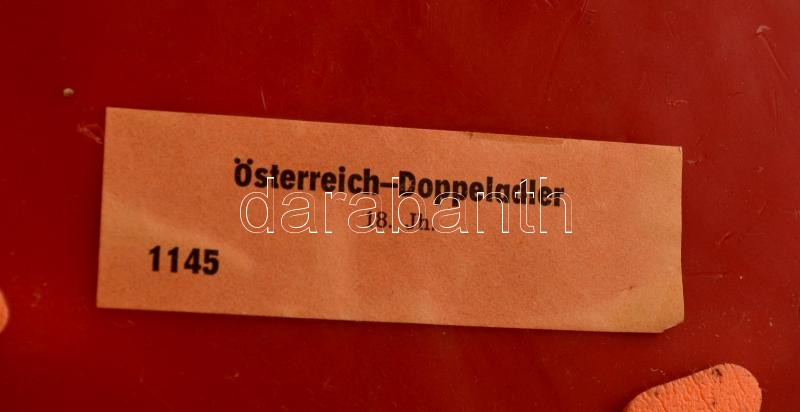 Österreich–Doppeladler
18. Jh.
1145
darabanth